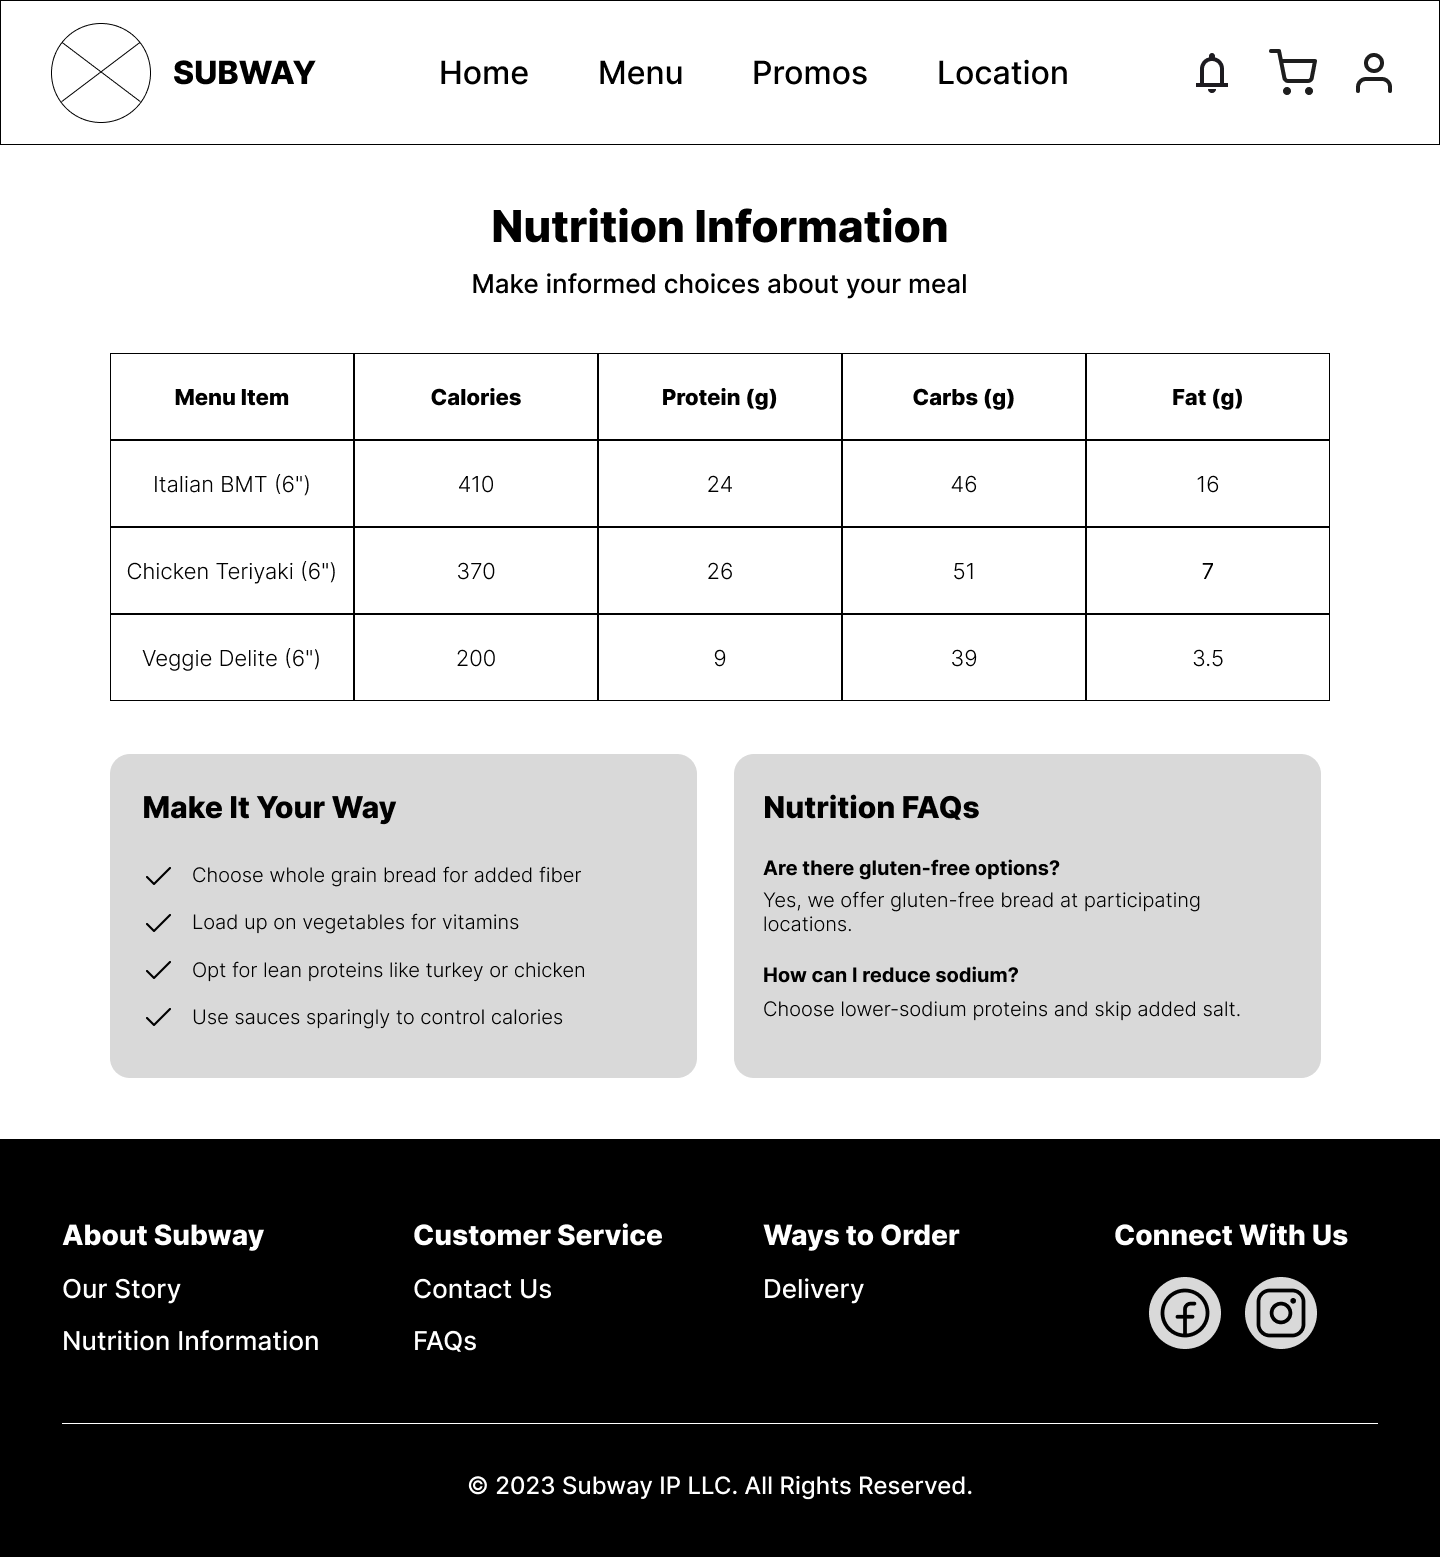 SUBWAY Home Menu Promos Location
Nutrition Information
Make informed choices about your meal
Menu Item Calories Protein (g) Carbs (g) Fat (g)
Italian BMT (6") 410 24 46 16
Chicken Teriyaki (6") 370 26 51 7
Veggie Delite (6") 200 9 39 3.5
Make It Your Way
Choose whole grain bread for added fiber
Load up on vegetables for vitamins
Opt for lean proteins like turkey or chicken
Use sauces sparingly to control calories
Nutrition FAQs
Are there gluten-free options?
Yes, we offer gluten-free bread at participating
locations.
How can I reduce sodium?
Choose lower-sodium proteins and skip added salt.
About Subway
Our Story
Nutrition Information
Customer Service
Contact Us
FAQs
Ways to Order
Delivery
Connect With Us
© 2023 Subway IP LLC. All Rights Reserved.